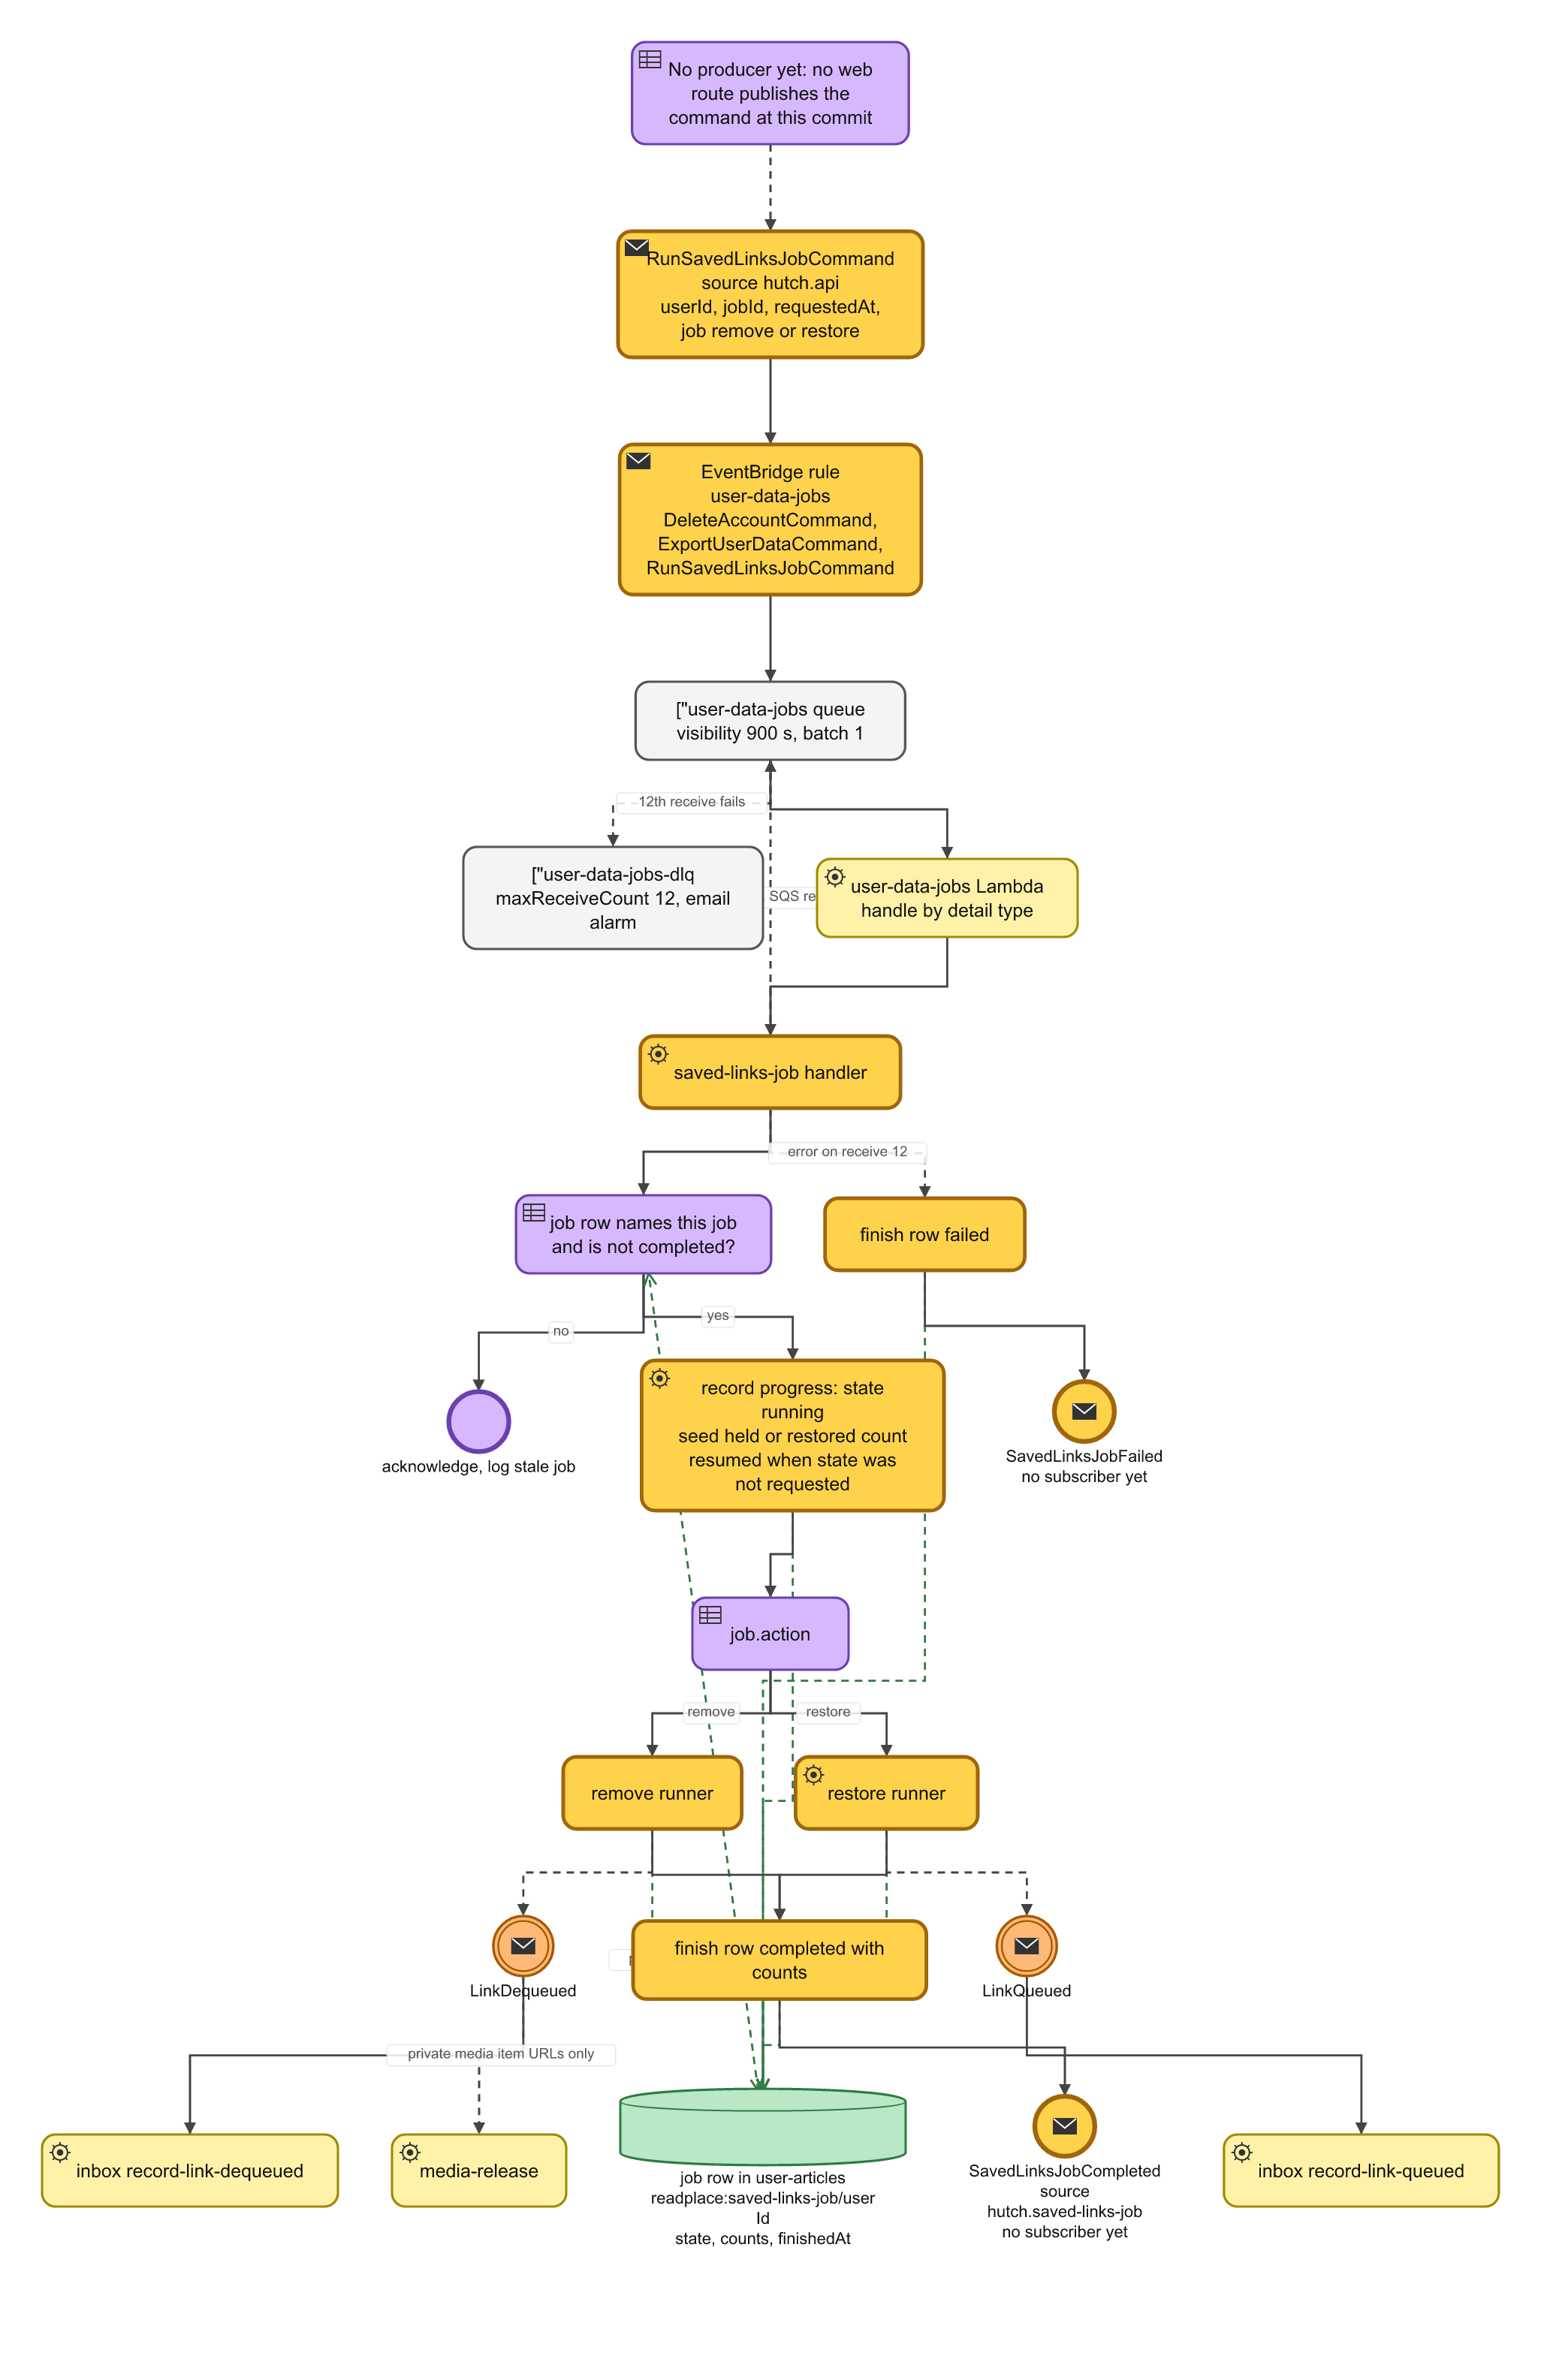 No producer yet: no web
route publishes the
command at this commit
RunSavedLinksJobCommand
source hutch.api
userId, jobId, requestedAt,
job remove or restore
EventBridge rule
user-data-jobs
DeleteAccountCommand,
ExportUserDataCommand,
RunSavedLinksJobCommand
["user-data-jobs queue
visibility 900 s, batch 1
12th receive fails
["user-data-jobs-dlq
maxReceiveCount 12, email
alarm
SQS
user-data-jobs Lambda
handle by detail type
saved-links-job handler
error on receive 12
job row names this job
and is not completed?
finish row failed
yes
no
record progress: state
running
seed held or restored count
resumed when state was
not requested
acknowledge, log stale job
SavedLinksJobFailed
no subscriber yet
job.action
remove
restore
remove runner
restore runner
finish row completed with
counts
LinkDequeued
LinkQueued
private media item URLs only
inbox record-link-dequeued
media-release
job row in user-articles
readplace:saved-links-job/user
Id
state, counts, finishedAt
SavedLinksJobCompleted
source
hutch.saved-links-job
no subscriber yet
inbox record-link-queued